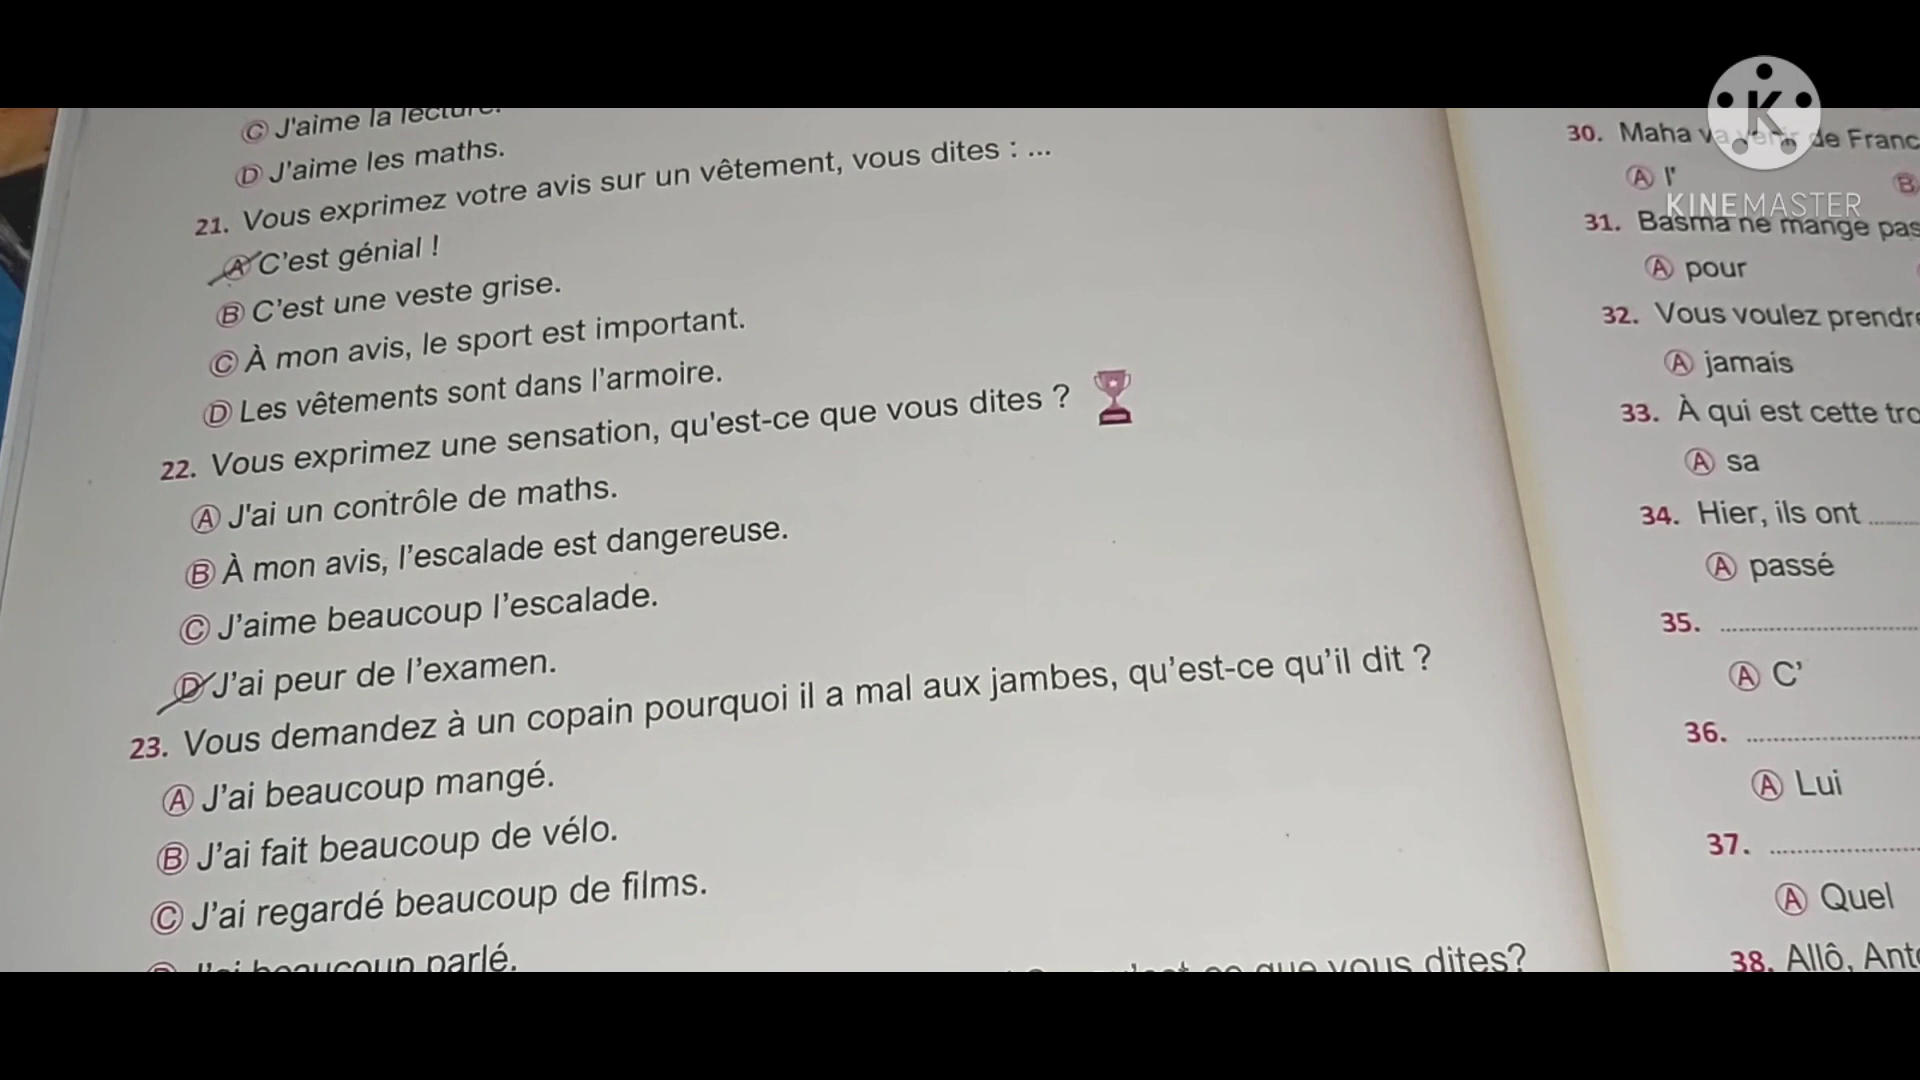 C J'aime la lecture.
D J'aime les maths.
21. Vous exprimez votre avis sur un vêtement, vous dites : ...
A C'est génial !
B C'est une veste grise.
C À mon avis, le sport est important.
D Les vêtements sont dans l'armoire.
22. Vous exprimez une sensation, qu'est-ce que vous dites ?
A J'ai un contrôle de maths.
B À mon avis, l'escalade est dangereuse.
C J'aime beaucoup l'escalade.
D J'ai peur de l'examen.
23. Vous demandez à un copain pourquoi il a mal aux jambes, qu'est-ce qu'il dit ?
A J'ai beaucoup mangé.
B J'ai fait beaucoup de vélo.
C J'ai regardé beaucoup de films.
J'ai beaucoup parlé.
que vous dites?
30. Maha va venir de Franc
A l'
B
31. Basma ne mange pas
A pour
32. Vous voulez prendre
A jamais
33. À qui est cette tro
A sa
34. Hier, ils ont
A passé
35.
A C'
36.
A Lui
37.
A Quel
38. Allô, Ant
K
KINEMASTER